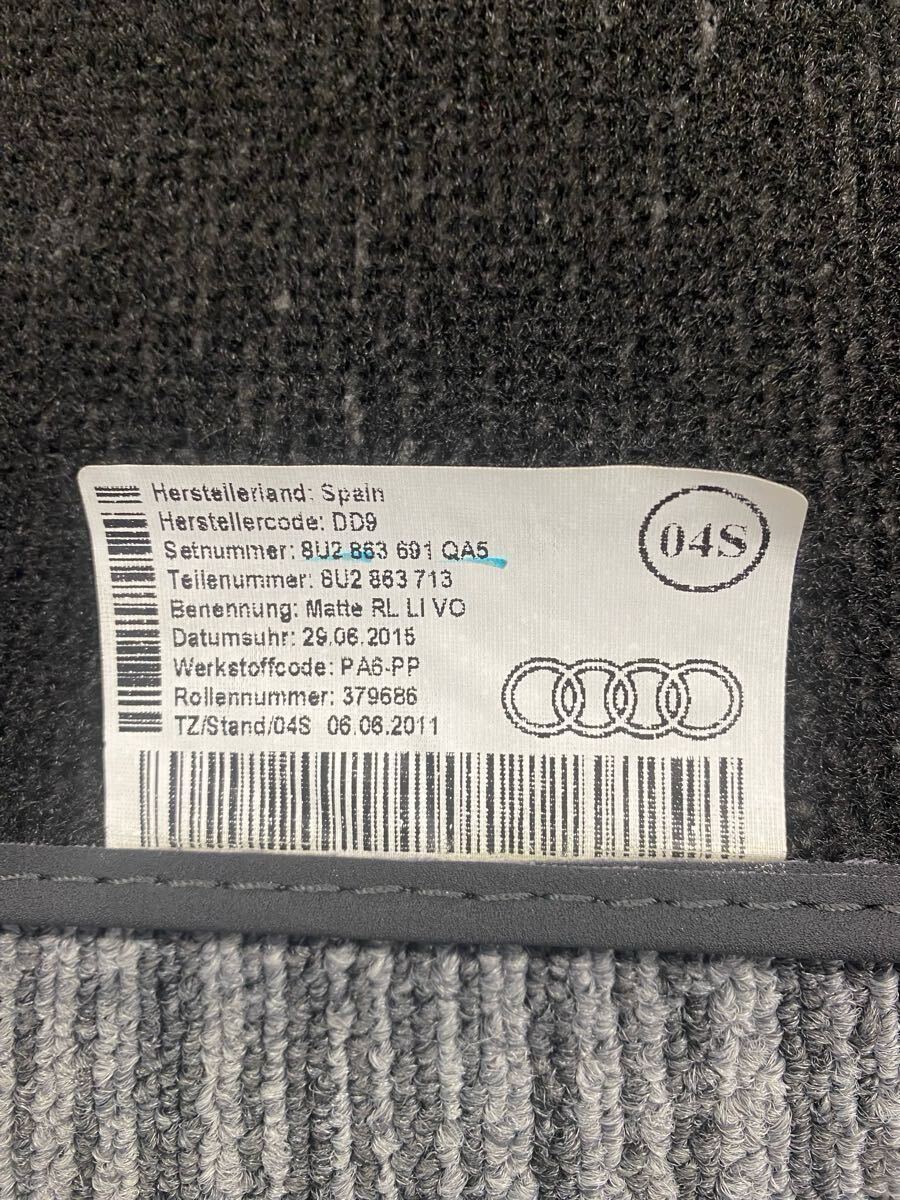 Herstellerland: Spain
Herstellercode: DD9
Setnummer: 8U2 863 691 QA5
Teilenummer: 8U2 863 713
Benennung: Matte RL LI VO
Datumsuhr: 29.06.2015
Werkstoffcode: PA6-PP
Rollennummer: 379686
TZ/Stand/04S 06.06.2011
04S